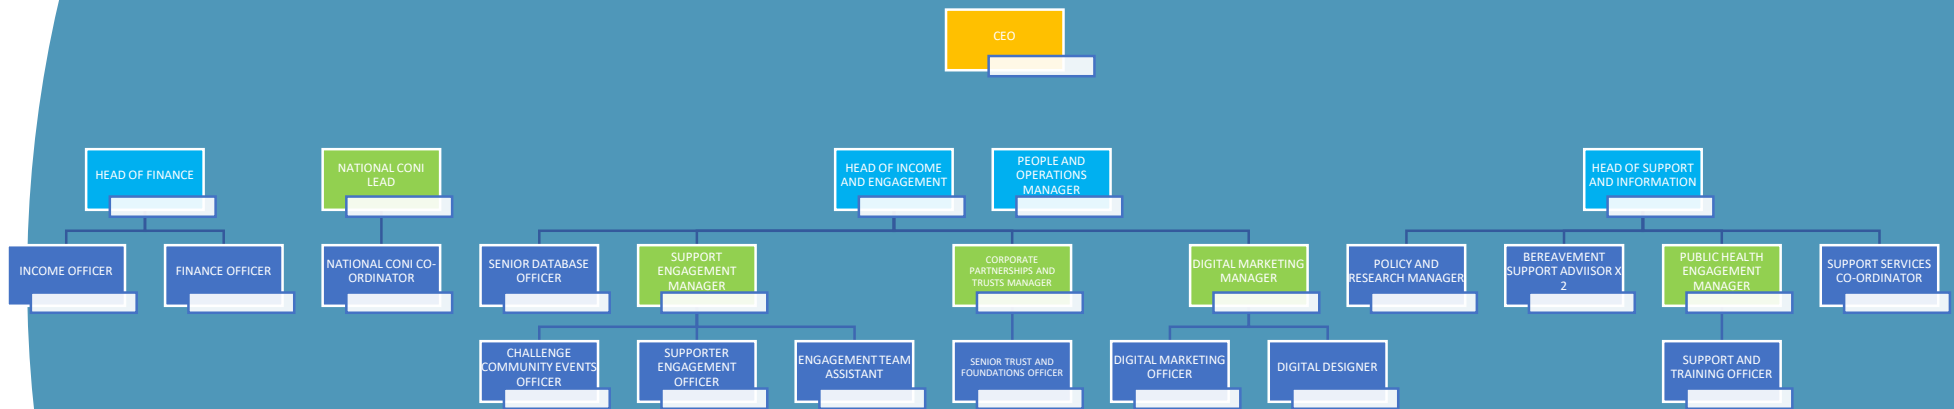 CEO
HEAD OF FINANCE
NATIONAL CONI
LEAD
HEAD OF INCOME
AND ENGAGEMENT
PEOPLE AND
OPERATIONS
MANAGER
HEAD OF SUPPORT
AND INFORMATION
INCOME OFFICER
FINANCE OFFICER
NATIONAL CONI CO-
ORDINATOR
SENIOR DATABASE
OFFICER
SUPPORT
ENGAGEMENT
MANAGER
CORPORATE
PARTNERSHIPS AND
TRUSTS MANAGER
DIGITAL MARKETING
MANAGER
POLICY AND
RESEARCH MANAGER
BEREAVEMENT
SUPPORT ADVIISOR X
2
PUBLIC HEALTH
ENGAGEMENT
MANAGER
SUPPORT SERVICES
CO-ORDINATOR
CHALLENGE
COMMUNITY EVENTS
OFFICER
SUPPORTER
ENGAGEMENT
OFFICER
ENGAGEMENT TEAM
ASSISTANT
SENIOR TRUST AND
FOUNDATIONS OFFICER
DIGITAL MARKETING
OFFICER
DIGITAL DESIGNER
SUPPORT AND
TRAINING OFFICER